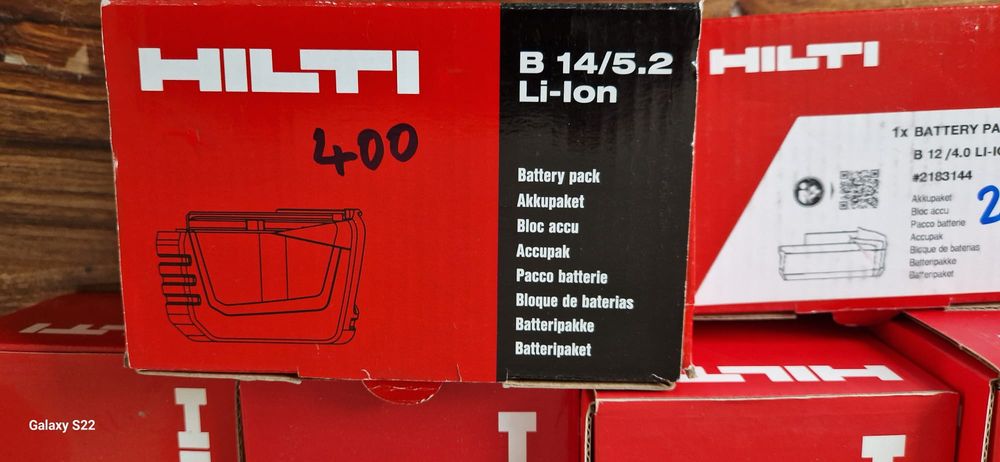 HILTI
B 14/5.2
Li-Ion
400
Battery pack
Akkupaket
Bloc accu
Accupak
Pacco batterie
Bloque de baterias
Batteripakke
Batteripaket
HILTI
1x BATTERY PA
B 12 /4.0 LI-IO
#2183144
Akkupaket
Bloc accu
Pacco batterie
Accupak
Bloque de baterias
Batteripakke
Batteripaket
2
HILTI
HILTI
Galaxy S22